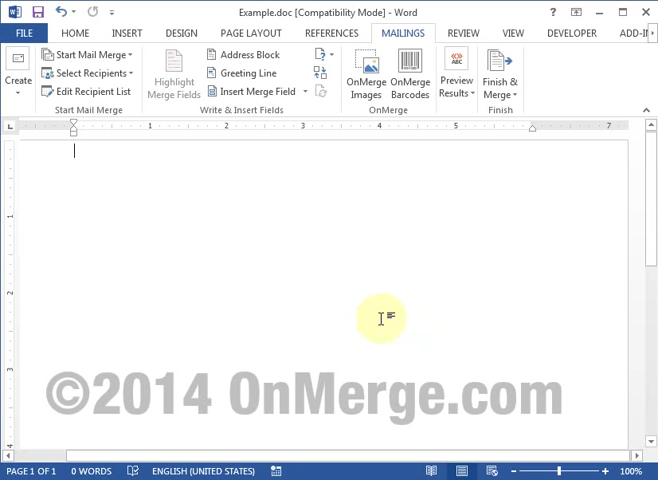 Example.doc [Compatibility Mode] - Word
FILE HOME INSERT DESIGN PAGE LAYOUT REFERENCES MAILINGS REVIEW VIEW DEVELOPER ADD-IN
Create
Start Mail Merge
Select Recipients
Edit Recipient List
Start Mail Merge
Highlight
Merge Fields
Address Block
Greeting Line
Insert Merge Field
Write & Insert Fields
OnMerge
Images
OnMerge
Barcodes
OnMerge
ABC
Preview
Results
Finish &
Merge
Finish
1 2 3 4 5 7
1
2
3
4
©2014 OnMerge.com
PAGE 1 OF 1 0 WORDS ENGLISH (UNITED STATES) 100%